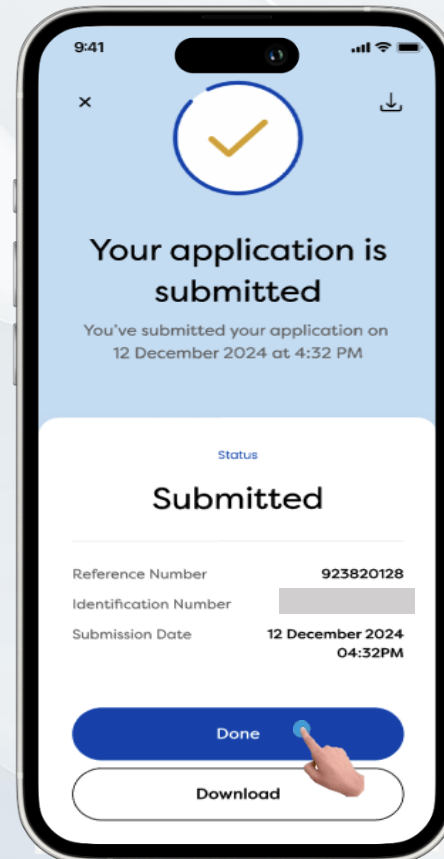 9:41
Your application is
submitted
You've submitted your application on
12 December 2024 at 4:32 PM
Status
Submitted
Reference Number 923820128
Identification Number
Submission Date 12 December 2024
04:32PM
Done
Download